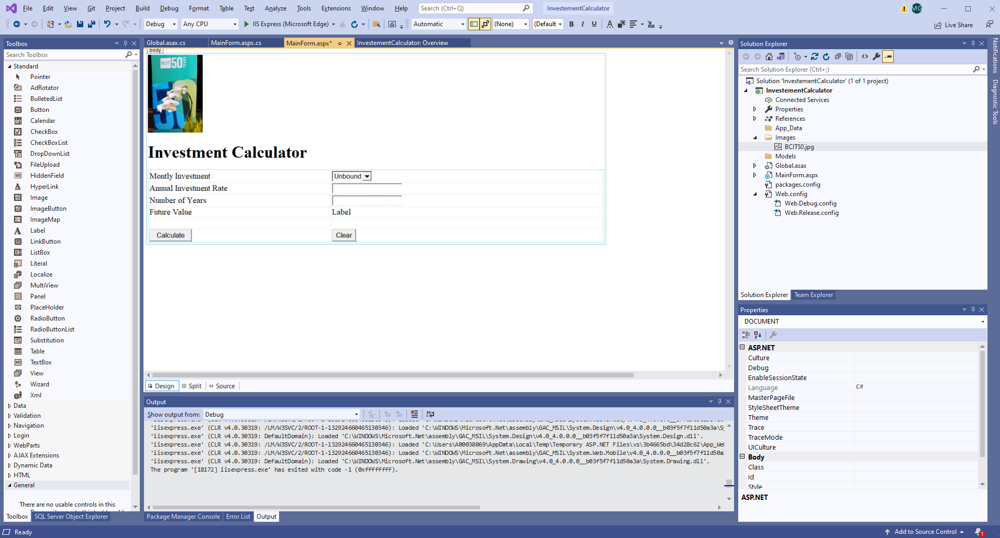 File Edit View Git Project Build Debug Format Table Test Analyze Tools Extensions Window Help Search (Ctrl+Q) InvestementCalculator MG
Debug Any CPU IIS Express (Microsoft Edge) Automatic (None) (Default B I U A Live Share
Toolbox
Search Toolbox
Standard
Pointer
AdRotator
BulletedList
Button
Calendar
CheckBox
CheckBoxList
DropDownList
FileUpload
HiddenField
HyperLink
Image
ImageButton
ImageMap
Label
LinkButton
ListBox
Literal
Localize
MultiView
Panel
PlaceHolder
RadioButton
RadioButtonList
Substitution
Table
TextBox
View
Wizard
Xml
Data
Validation
Navigation
Login
WebParts
AJAX Extensions
Dynamic Data
HTML
General
There are no usable controls in this
Toolbox SQL Server Object Explorer
Global.asax.cs MainForm.aspx.cs MainForm.aspx* InvestementCalculator: Overview
body
BCIT 50 YEARS
50
Investment Calculator
Montly Investment Unbound
Annual Investment Rate
Number of Years
Future Value Label
Calculate Clear
Design Split Source
Output
Show output from: Debug
'iisexpress.exe' (CLR v4.0.30319: /LM/W3SVC/2/ROOT-1-132924660465130346): Loaded 'C:\WINDOWS\Microsoft.Net\assembly\GAC_MSIL\System.Design\v4.0_4.0.0.0__b03f5f7f11d50a3a\Sy
'iisexpress.exe' (CLR v4.0.30319: DefaultDomain): Loaded 'C:\WINDOWS\Microsoft.Net\assembly\GAC_MSIL\System.Design\v4.0_4.0.0.0__b03f5f7f11d50a3a\System.Design.dll'.
'iisexpress.exe' (CLR v4.0.30319: /LM/W3SVC/2/ROOT-1-132924660465130346): Loaded 'C:\Users\A00038069\AppData\Local\Temp\Temporary ASP.NET Files\vs\3b4665bd\34d28c62\App_We
'iisexpress.exe' (CLR v4.0.30319: /LM/W3SVC/2/ROOT-1-132924660465130346): Loaded 'C:\WINDOWS\Microsoft.Net\assembly\GAC_MSIL\System.Web.Mobile\v4.0_4.0.0.0__b03f5f7f11d50a
'iisexpress.exe' (CLR v4.0.30319: DefaultDomain): Loaded 'C:\WINDOWS\Microsoft.Net\assembly\GAC_MSIL\System.Drawing\v4.0_4.0.0.0__b03f5f7f11d50a3a\System.Drawing.dll'.
The program '[18172] iisexpress.exe' has exited with code -1 (0xffffffff).
Package Manager Console Error List Output
Solution Explorer
Search Solution Explorer (Ctrl+;)
Solution 'InvestementCalculator' (1 of 1 project)
InvestementCalculator
Connected Services
Properties
References
App_Data
Images
BCIT50.jpg
Models
Global.asax
MainForm.aspx
packages.config
Web.config
Web.Debug.config
Web.Release.config
Solution Explorer Team Explorer
Properties
DOCUMENT
ASP.NET
Culture
Debug
EnableSessionState
Language C#
MasterPageFile
StyleSheetTheme
Theme
Trace
TraceMode
UICulture
Body
Class
Id
Style
ASP.NET
Notifications
Diagnostic Tools
Ready Add to Source Control 1